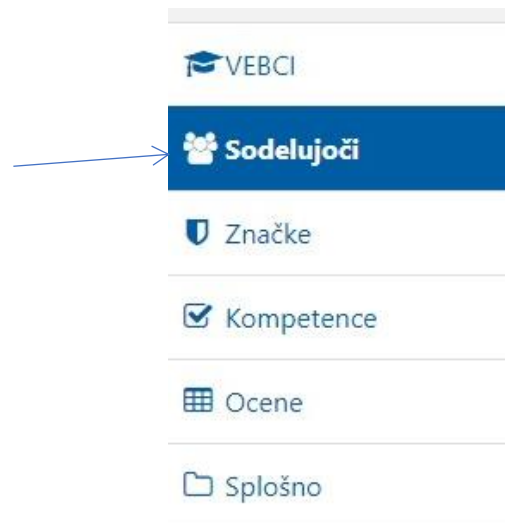 VEBCI
Sodelujoči
Značke
Kompetence
Ocene
Splošno